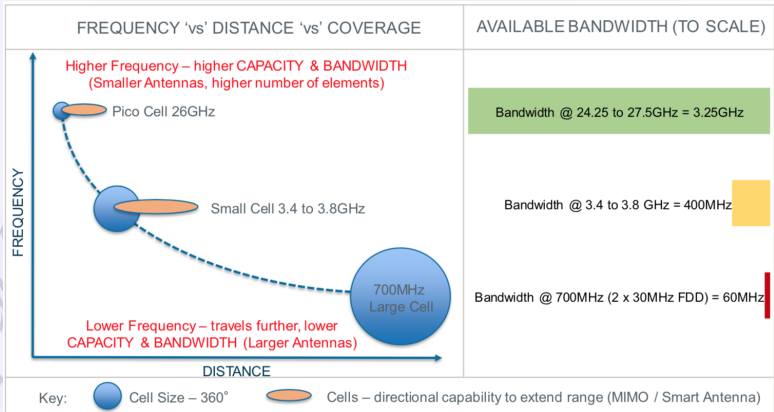 FREQUENCY ‘vs’ DISTANCE ‘vs’ COVERAGE
AVAILABLE BANDWIDTH (TO SCALE)
Higher Frequency – higher CAPACITY & BANDWIDTH
(Smaller Antennas, higher number of elements)
Pico Cell 26GHz
Bandwidth @ 24.25 to 27.5GHz = 3.25GHz
FREQUENCY
Small Cell 3.4 to 3.8GHz
Bandwidth @ 3.4 to 3.8 GHz = 400MHz
700MHz
Large Cell
Bandwidth @ 700MHz (2 x 30MHz FDD) = 60MHz
Lower Frequency – travels further, lower
CAPACITY & BANDWIDTH (Larger Antennas)
DISTANCE
Key:
Cell Size – 360°
Cells – directional capability to extend range (MIMO / Smart Antenna)